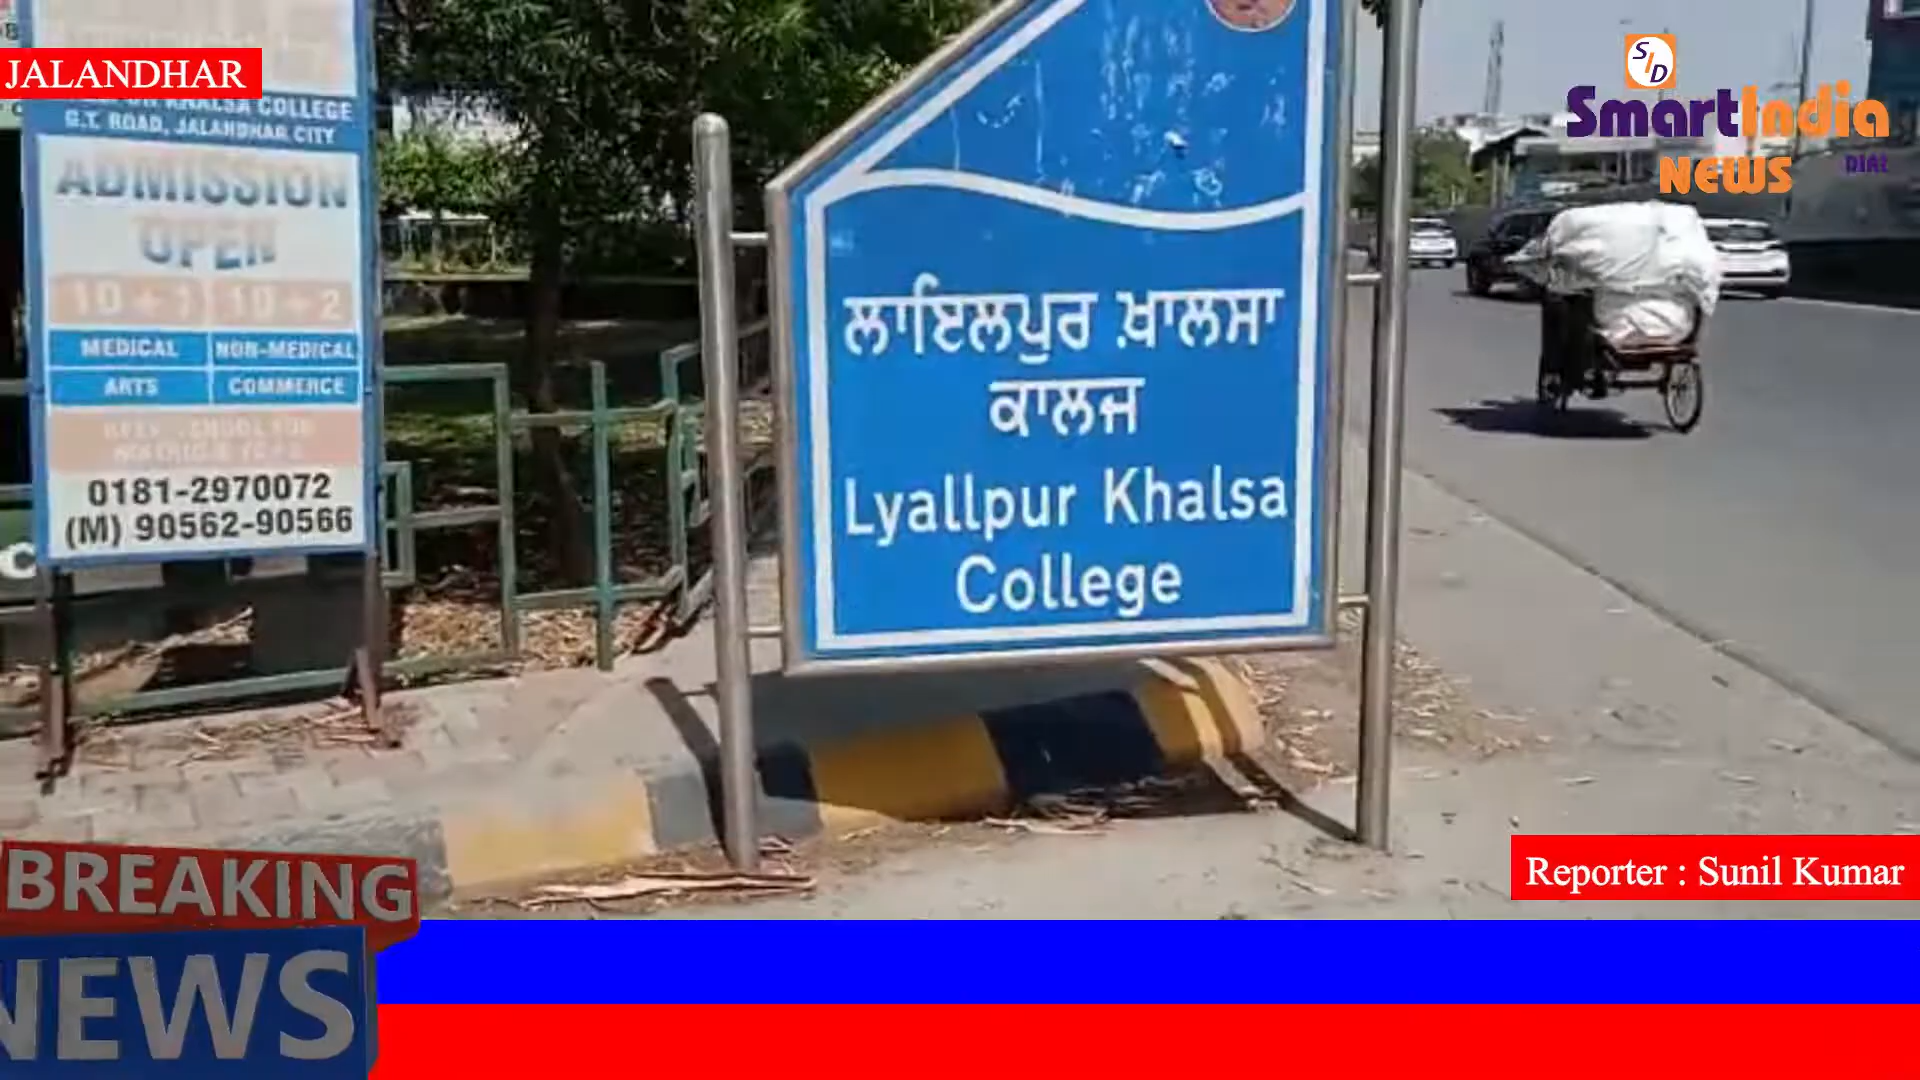 JALANDHAR
KHALSA COLLEGE
G.T. ROAD, JALANDHAR CITY
ADMISSION
OPEN
10 + 1 10 + 2
MEDICAL NON-MEDICAL
ARTS COMMERCE
0181-2970072
(M) 90562-90566
ਲਾਇਲਪੁਰ ਖ਼ਾਲਸਾ
ਕਾਲਜ
Lyallpur Khalsa
College
SID
SmartIndia
NEWS DIAL
Reporter : Sunil Kumar
BREAKING
NEWS